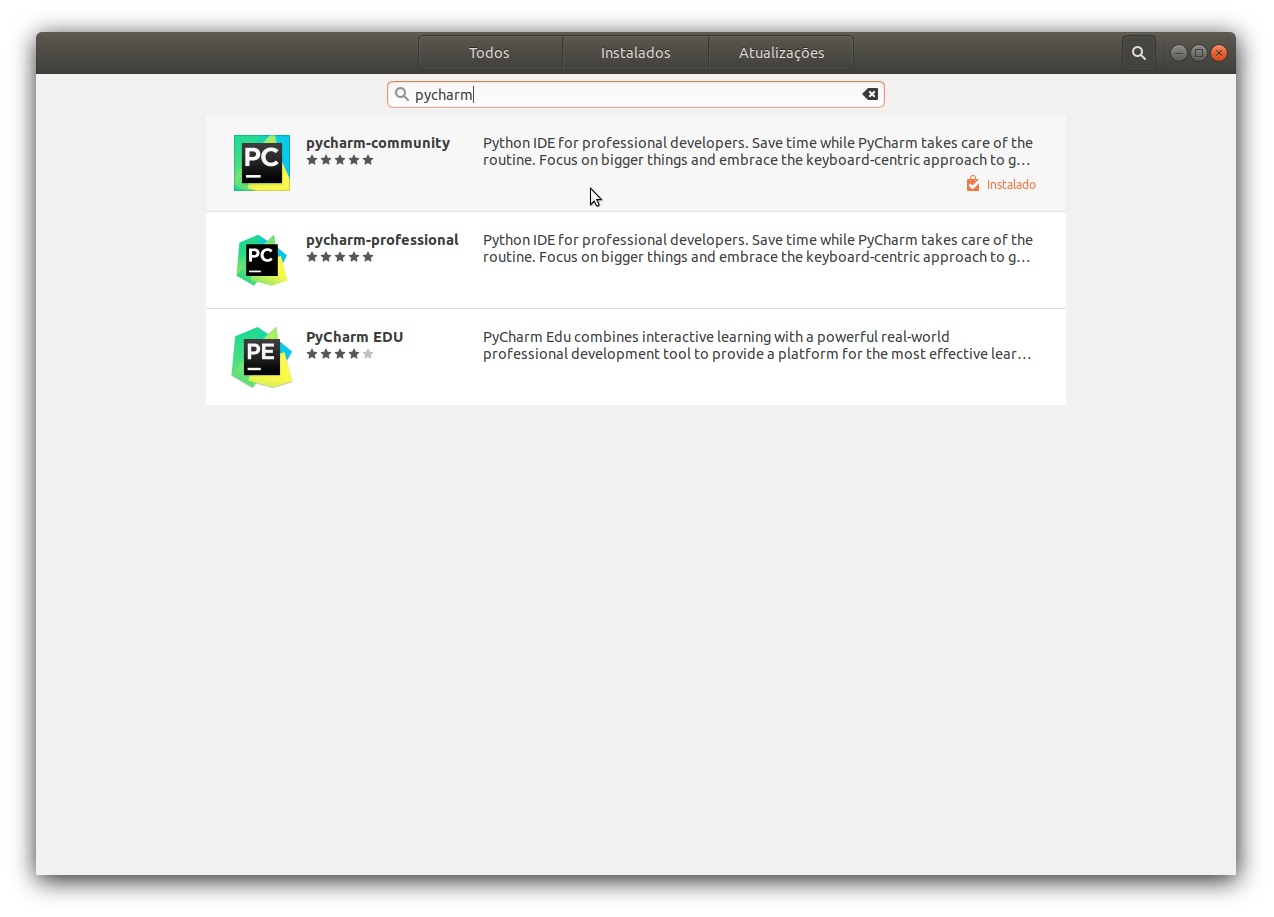 Todos Instalados Atualizações
pycharm
PC
pycharm-community
Python IDE for professional developers. Save time while PyCharm takes care of the
routine. Focus on bigger things and embrace the keyboard-centric approach to g…
Instalado
PC
pycharm-professional
Python IDE for professional developers. Save time while PyCharm takes care of the
routine. Focus on bigger things and embrace the keyboard-centric approach to g…
PE
PyCharm EDU
PyCharm Edu combines interactive learning with a powerful real-world
professional development tool to provide a platform for the most effective lear…